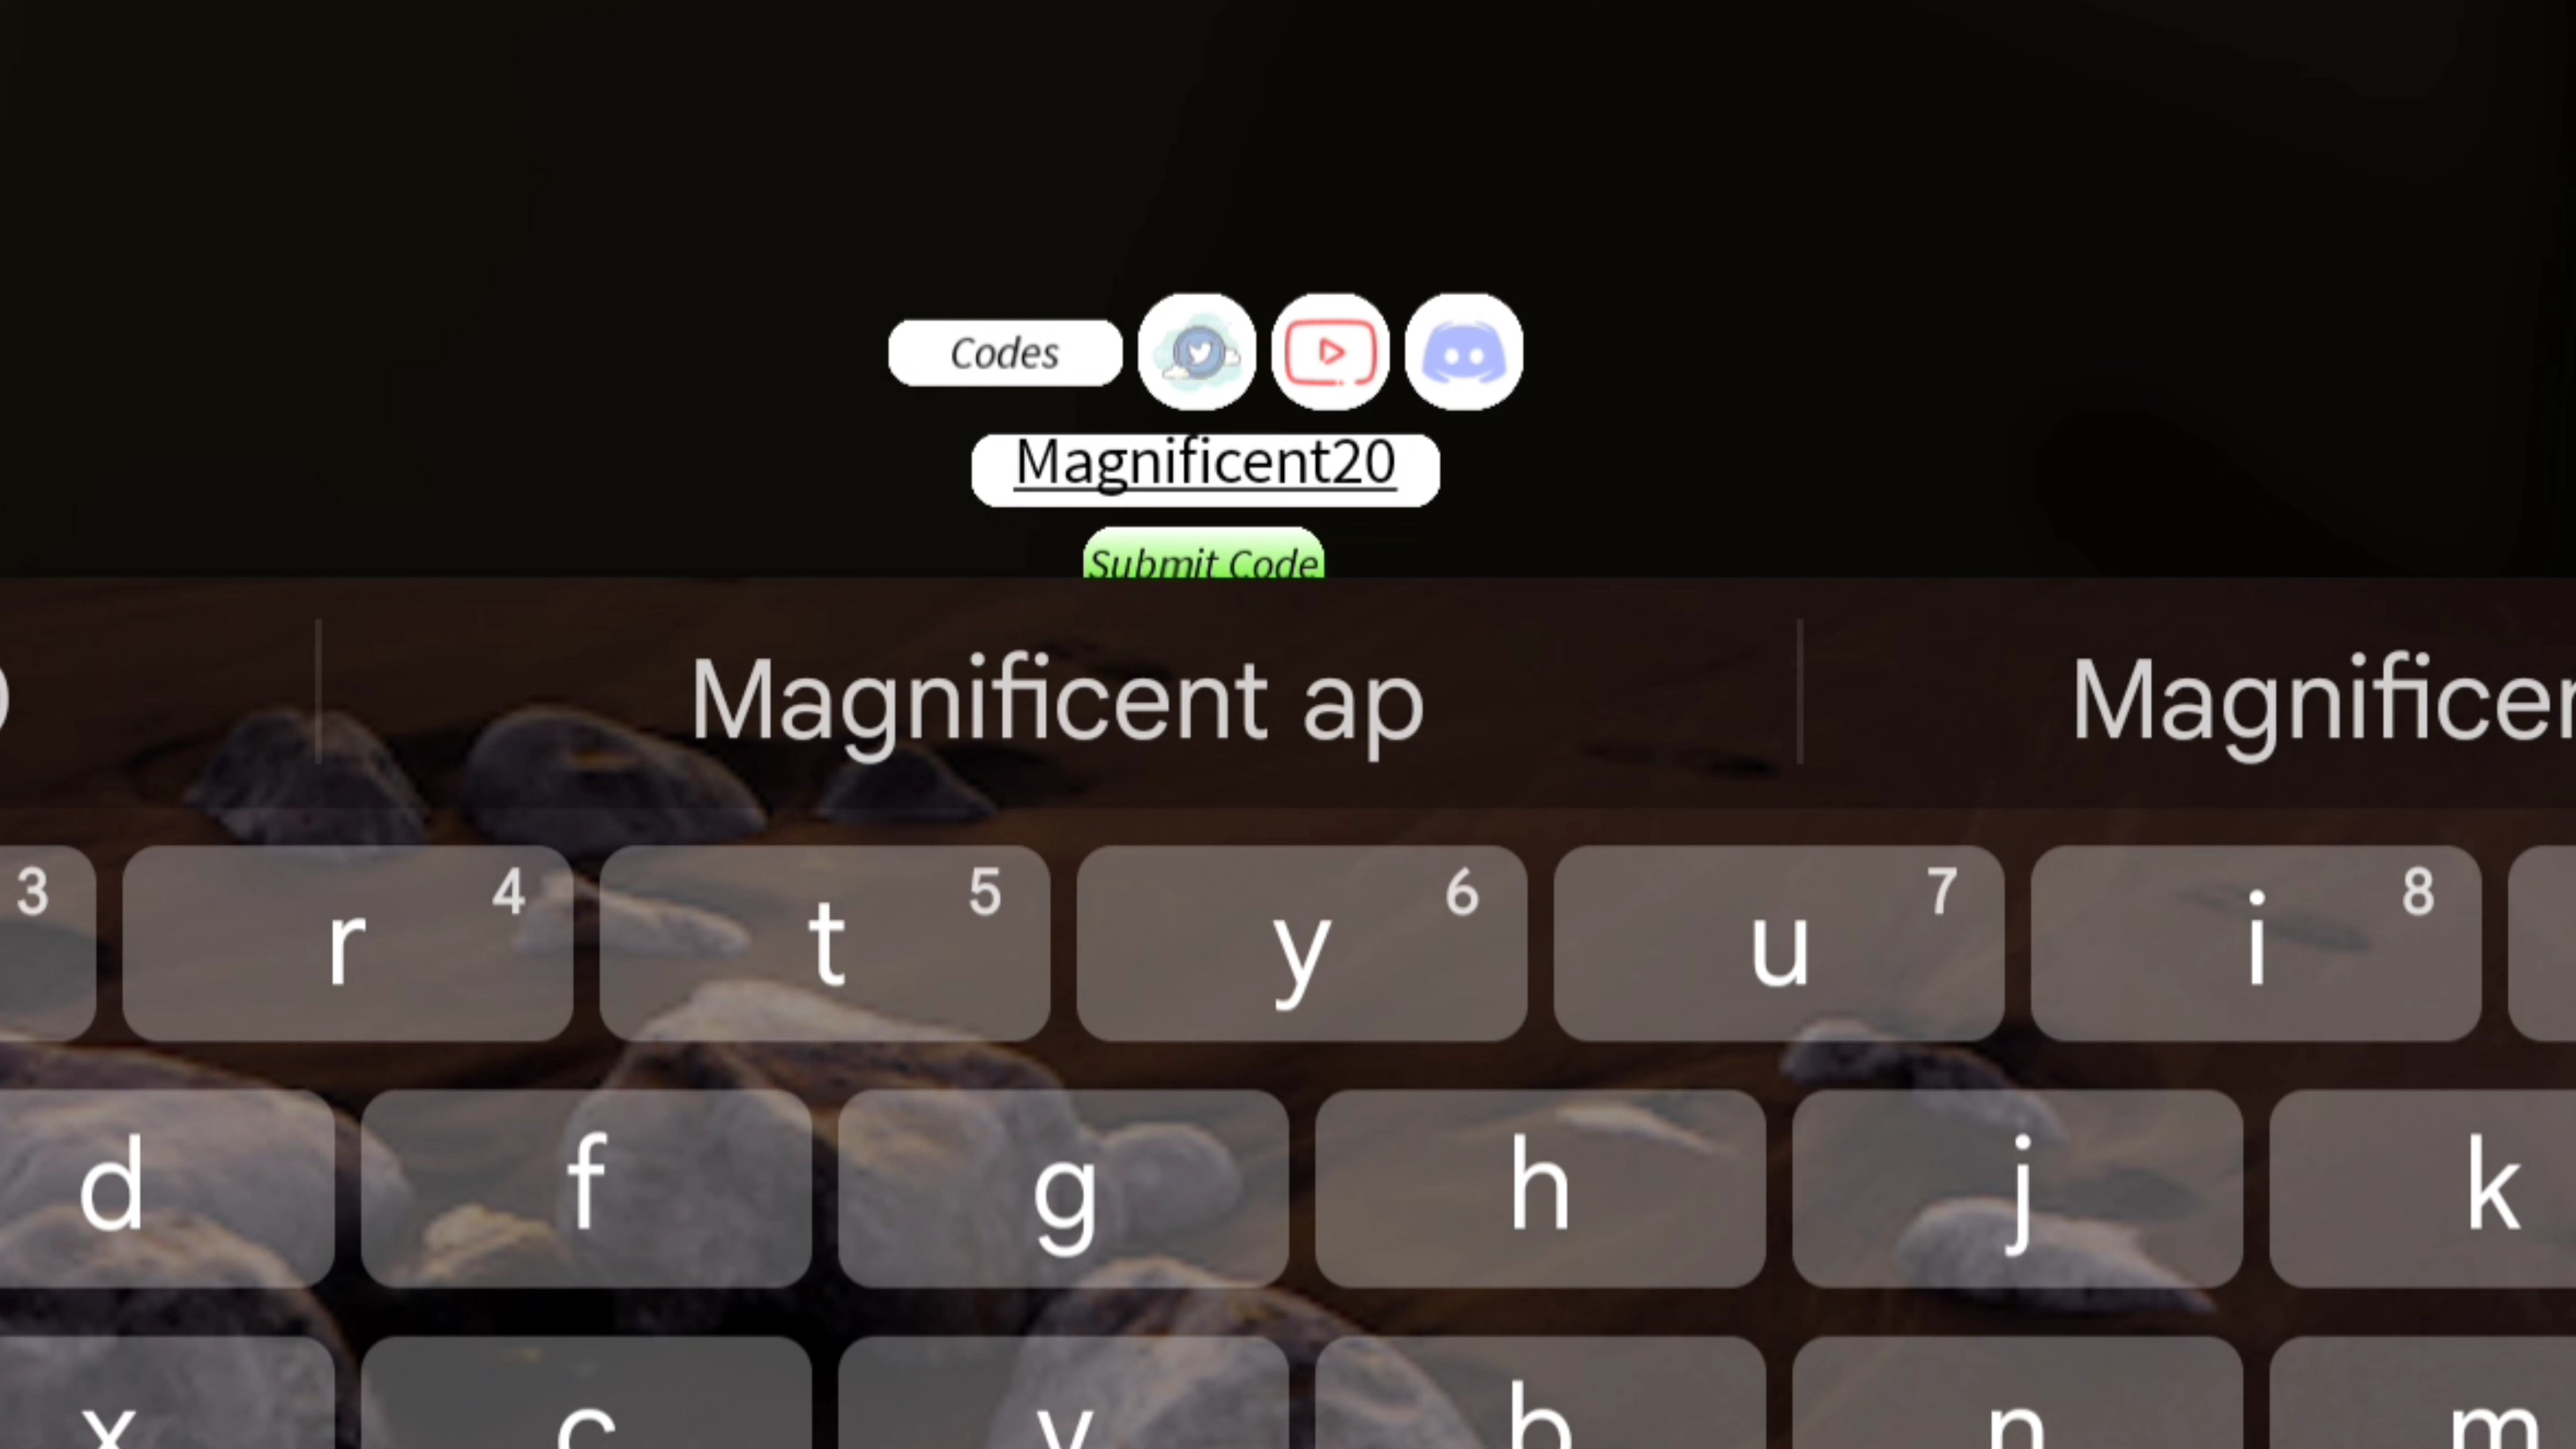 Codes
Magnificent20
Submit Code
Magnificent ap
3 r 4 t 5 y 6 u 7 i 8
d f g h j k
x c v b n m